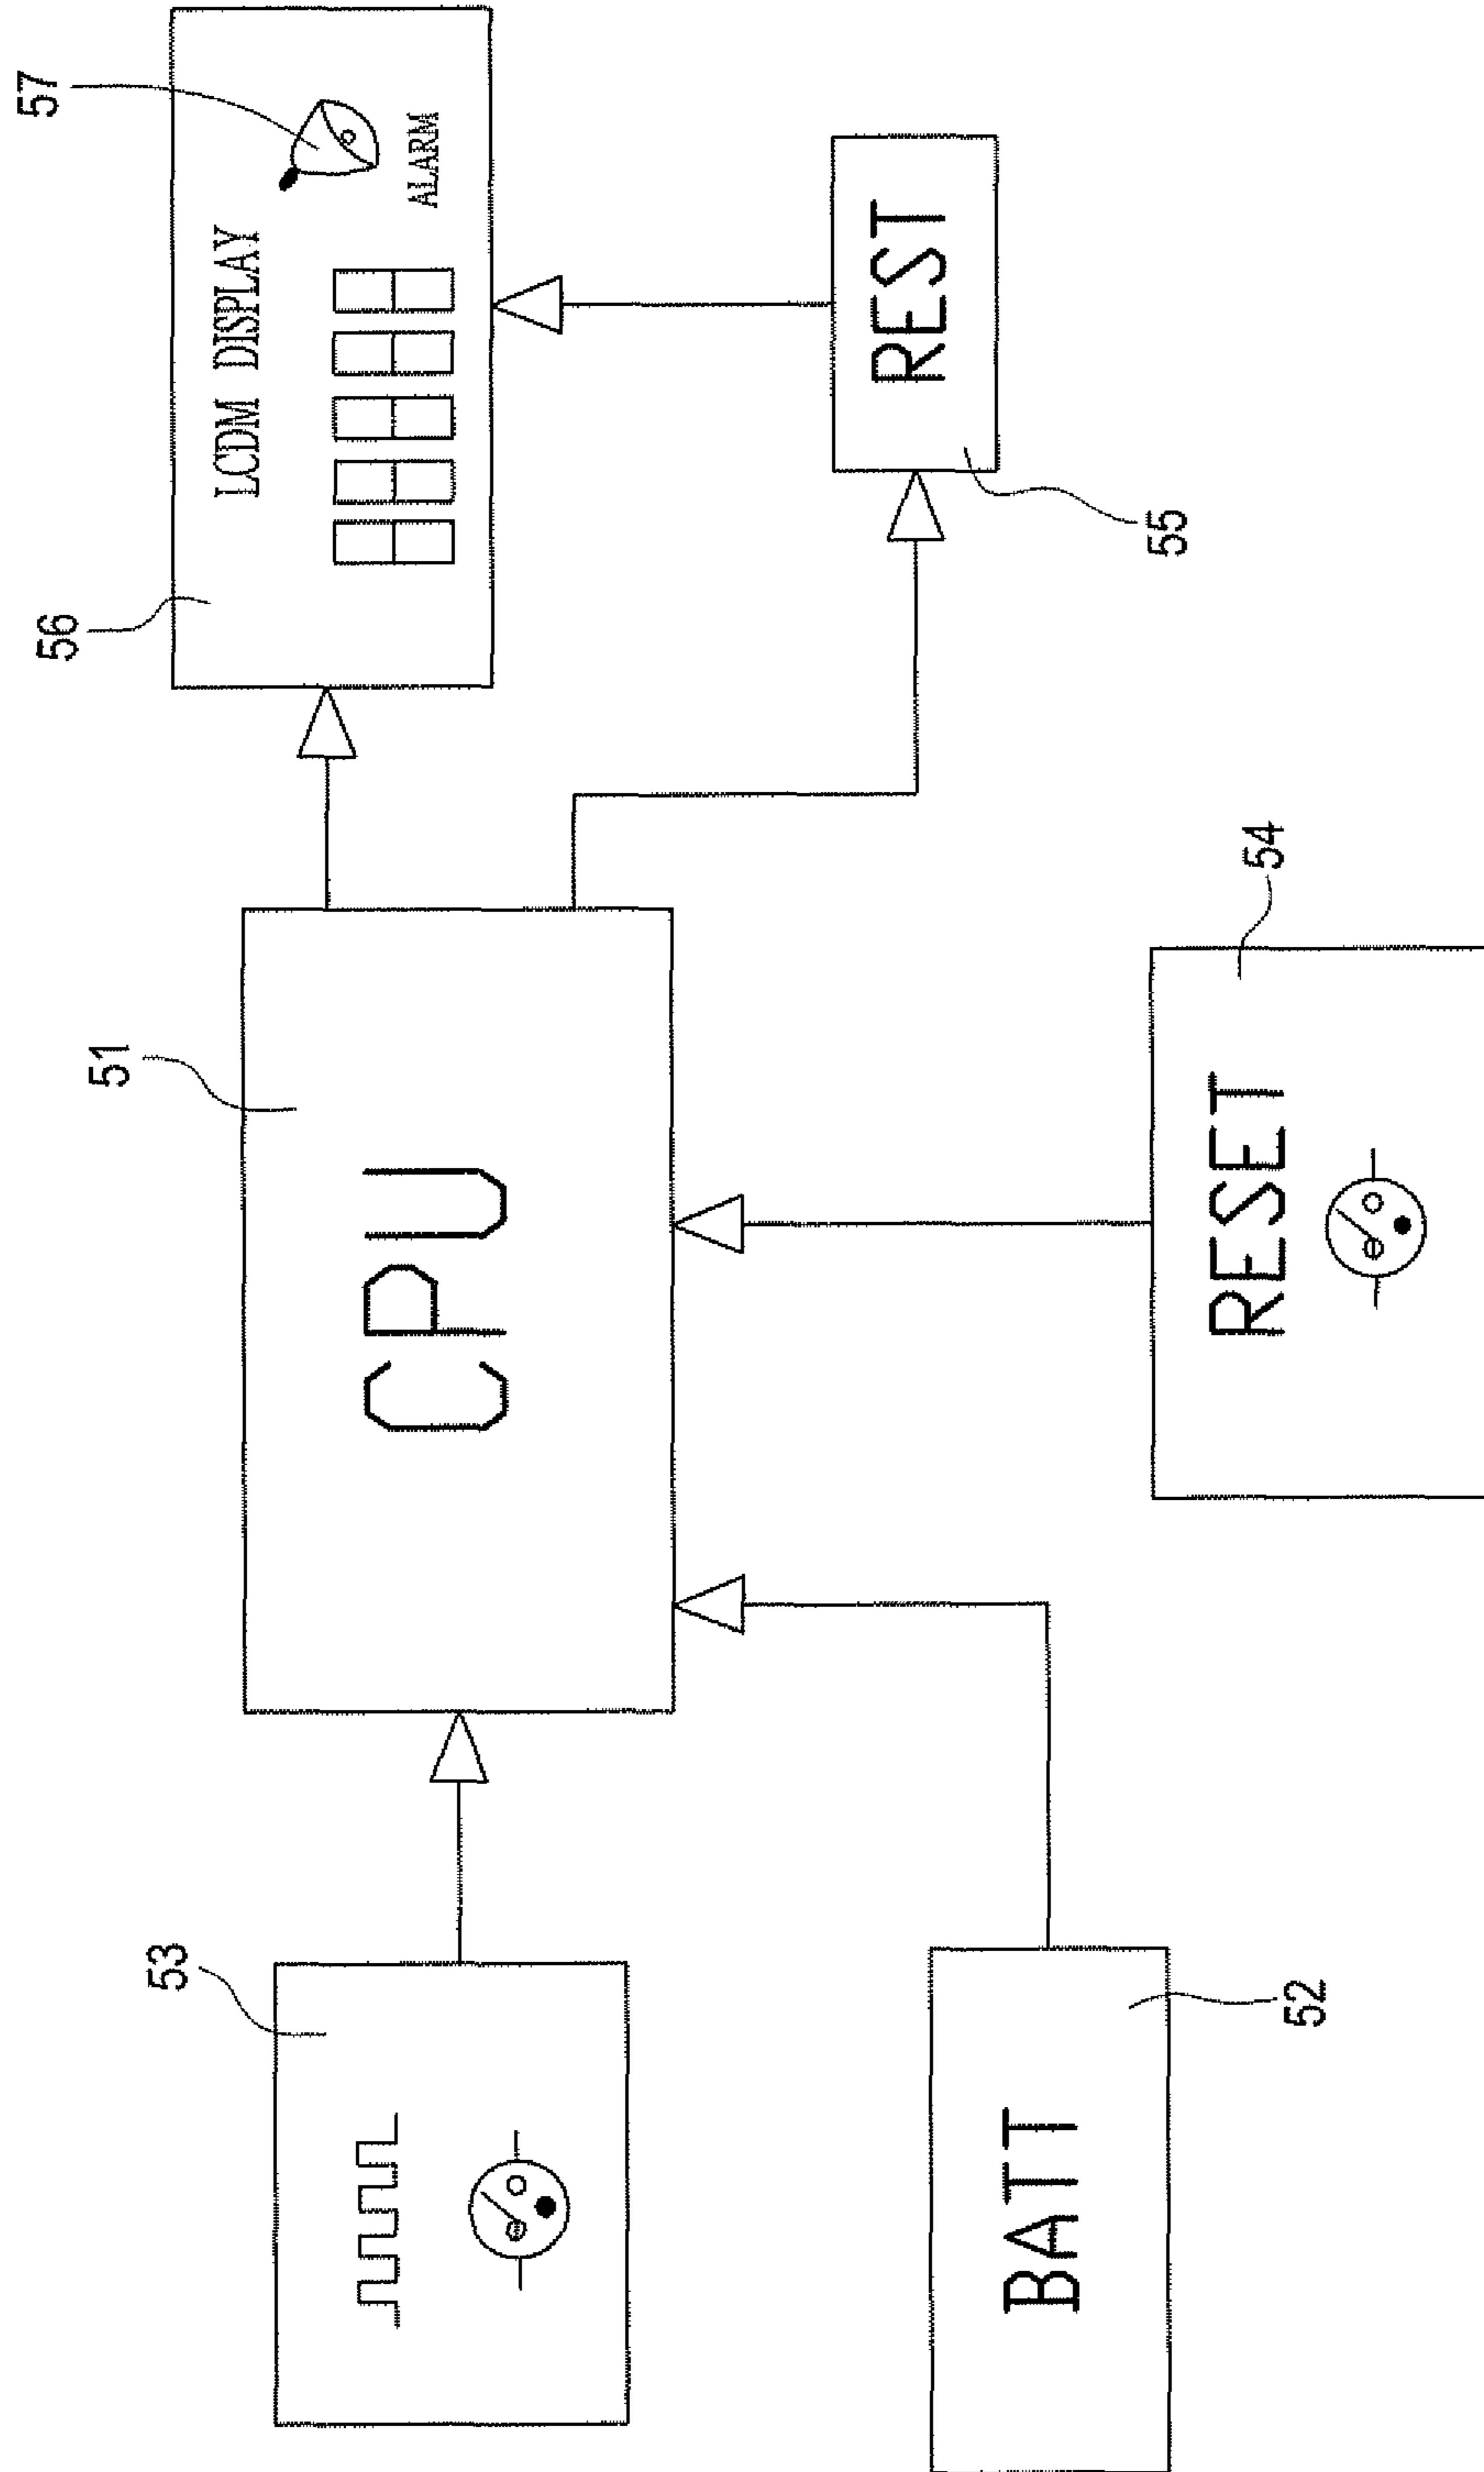 57
56
LCDM DISPLAY
ALARM
51
CPU
REST
55
53
54
RESET
BATT
52